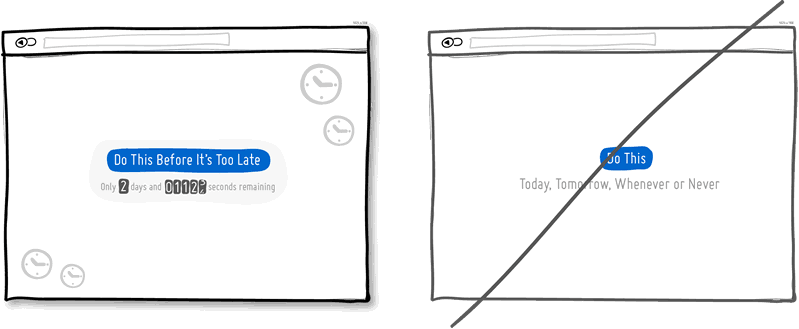 Do This Before It's Too Late
Only 2 days and 0112 seconds remaining
Do This
Today, Tomorrow, Whenever or Never